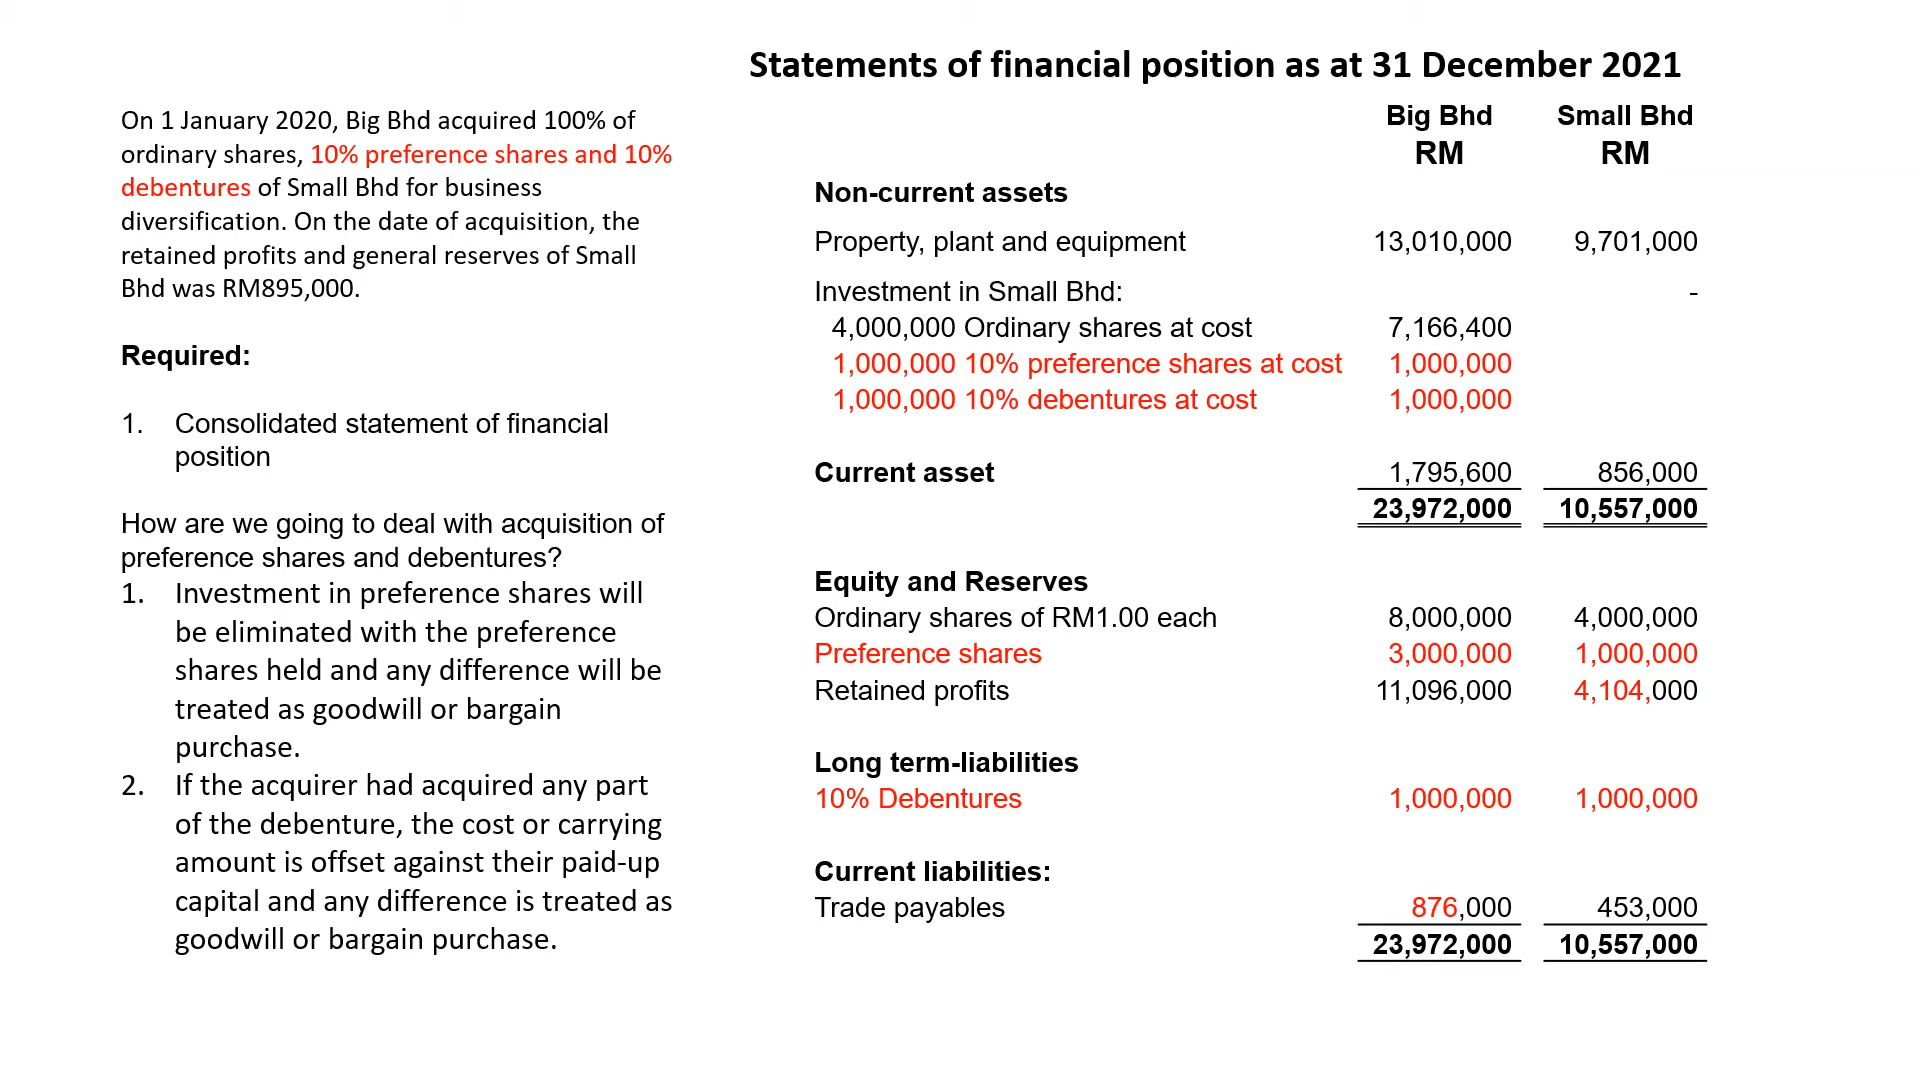 Statements of financial position as at 31 December 2021
On 1 January 2020, Big Bhd acquired 100% of
ordinary shares, 10% preference shares and 10%
debentures of Small Bhd for business
diversification. On the date of acquisition, the
retained profits and general reserves of Small
Bhd was RM895,000.
Required:
1. Consolidated statement of financial
position
How are we going to deal with acquisition of
preference shares and debentures?
1. Investment in preference shares will
be eliminated with the preference
shares held and any difference will be
treated as goodwill or bargain
purchase.
2. If the acquirer had acquired any part
of the debenture, the cost or carrying
amount is offset against their paid-up
capital and any difference is treated as
goodwill or bargain purchase.
Big Bhd Small Bhd
RM RM
Non-current assets
Property, plant and equipment 13,010,000 9,701,000
Investment in Small Bhd: -
4,000,000 Ordinary shares at cost 7,166,400
1,000,000 10% preference shares at cost 1,000,000
1,000,000 10% debentures at cost 1,000,000
Current asset 1,795,600 856,000
23,972,000 10,557,000
Equity and Reserves
Ordinary shares of RM1.00 each 8,000,000 4,000,000
Preference shares 3,000,000 1,000,000
Retained profits 11,096,000 4,104,000
Long term-liabilities
10% Debentures 1,000,000 1,000,000
Current liabilities:
Trade payables 876,000 453,000
23,972,000 10,557,000